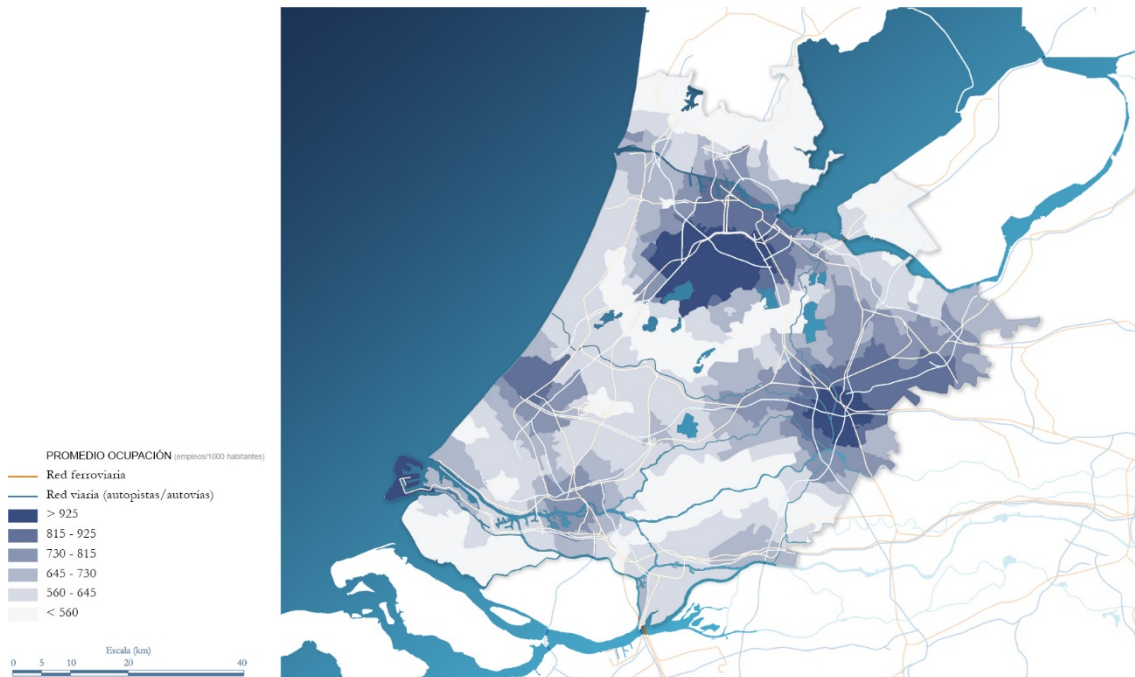 PROMEDIO OCUPACIÓN (empleos/1000 habitantes)
Red ferroviaria
Red viaria (autopistas/autovías)
> 925
815 - 925
730 - 815
645 - 730
560 - 645
< 560
Escala (km)
0 5 10 20 40